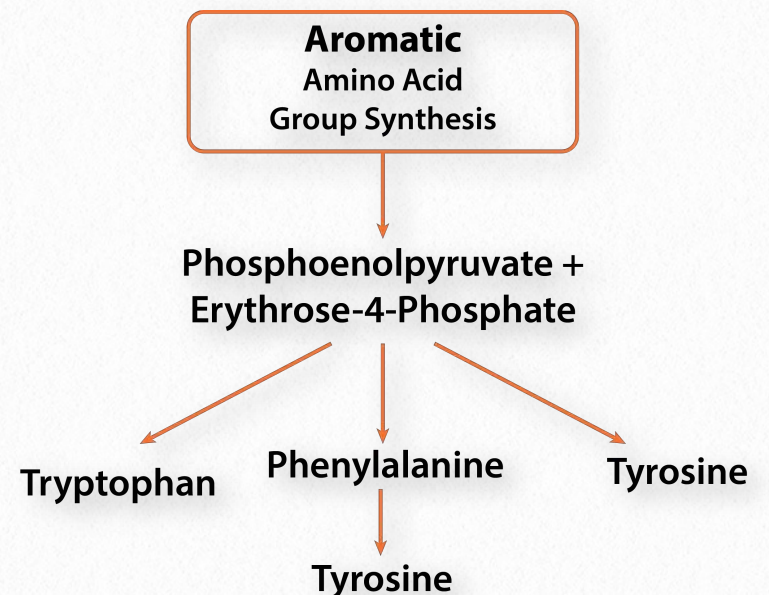 Aromatic
Amino Acid
Group Synthesis
Phosphoenolpyruvate +
Erythrose-4-Phosphate
Tryptophan
Phenylalanine
Tyrosine
Tyrosine